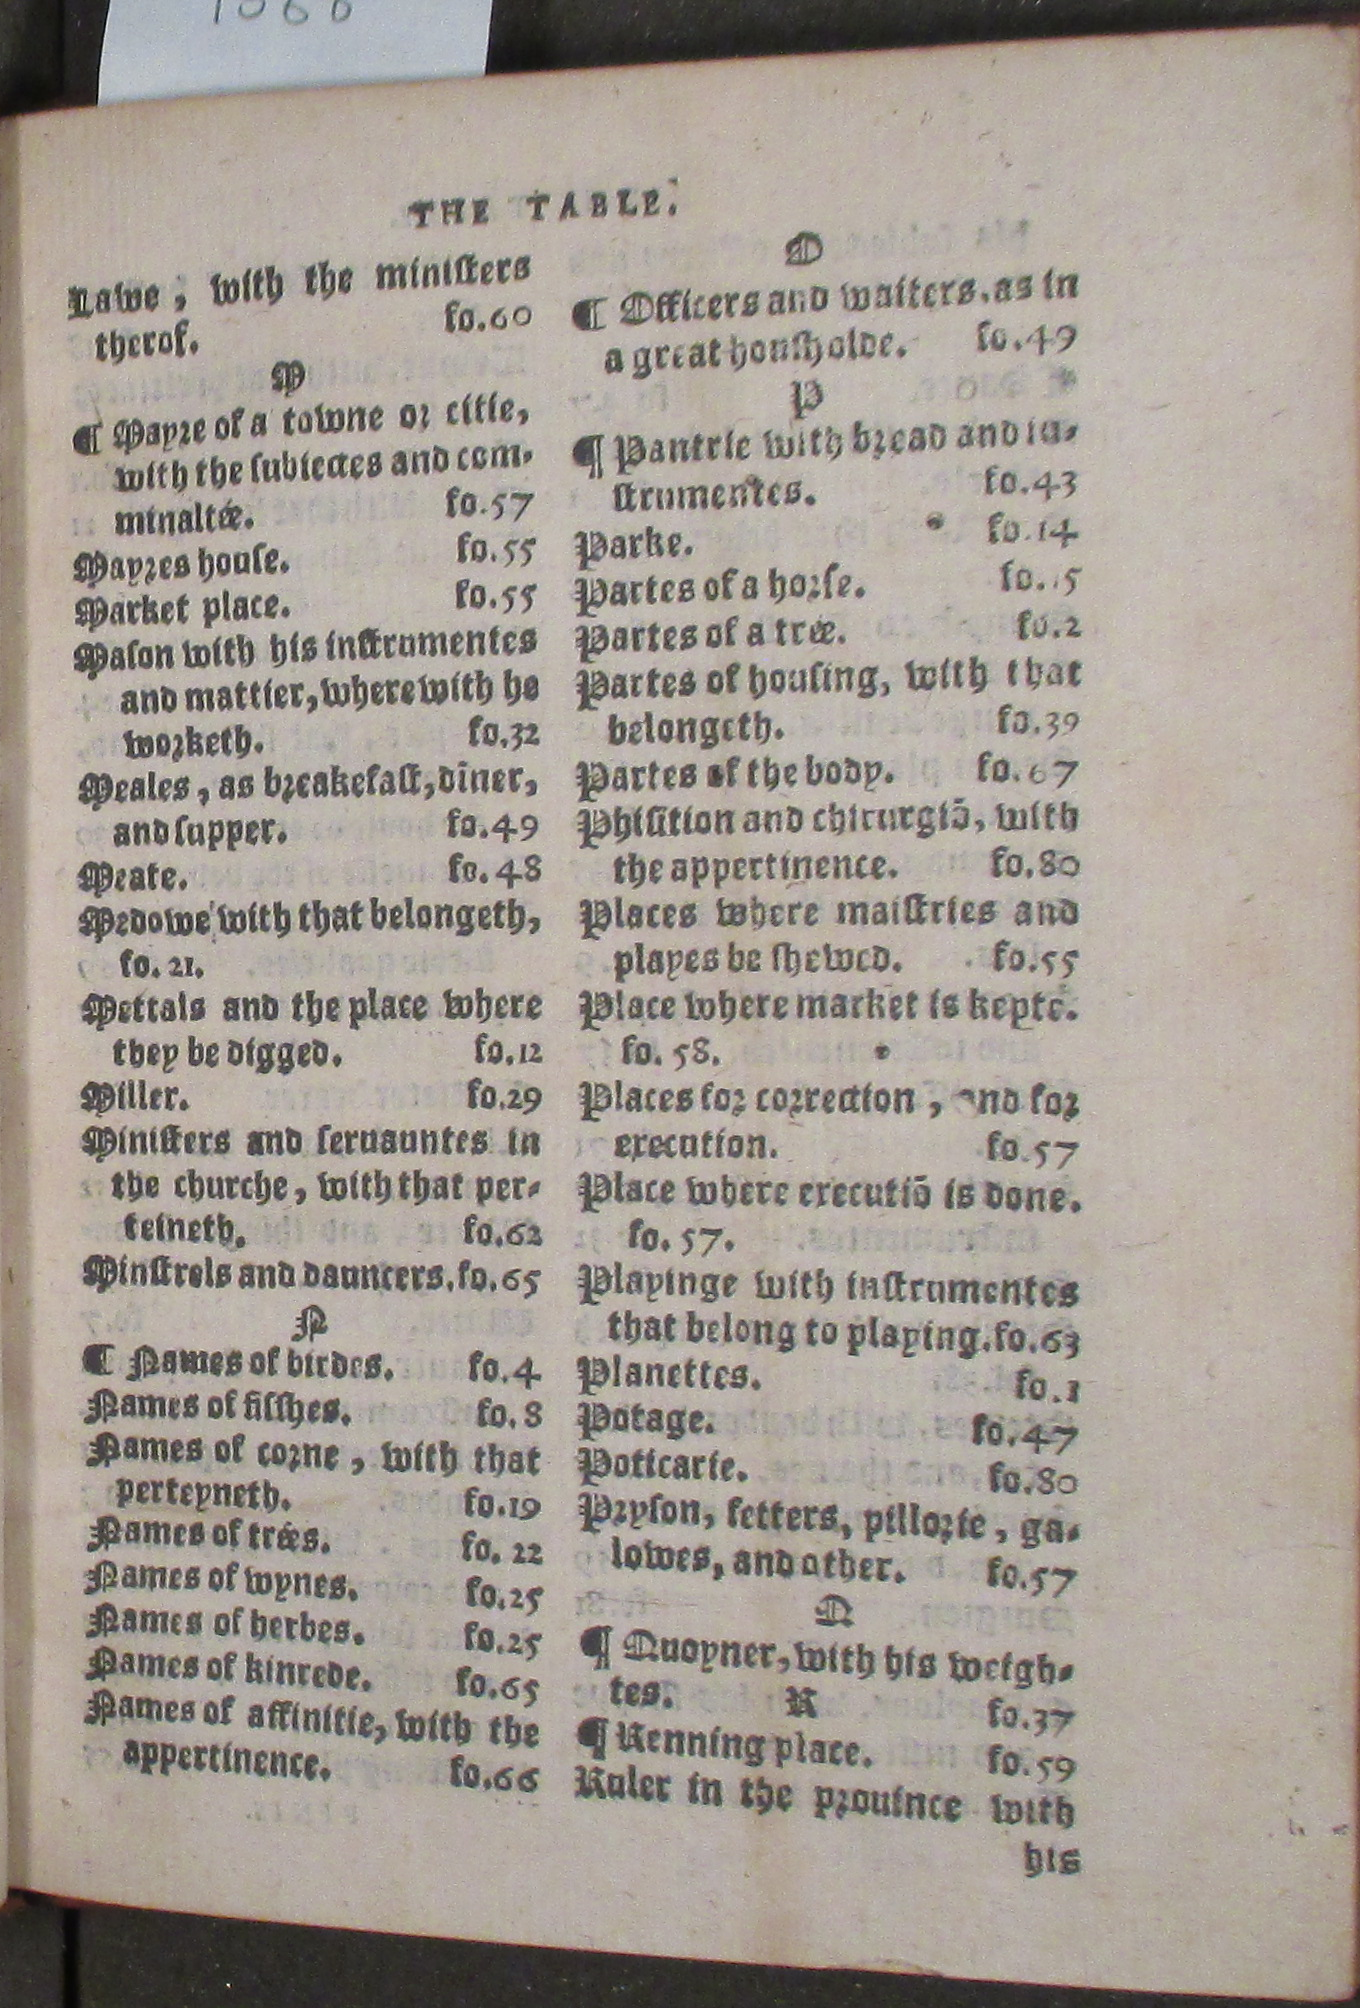 THE TABLE.
Lawe, with the ministers
therof. fo.60
M
¶ Mayre of a towne or citie,
with the subiectes and com-
minaltée. fo.57
Mayres house. fo.55
Market place. fo.55
Mason with his instrumentes
and mattier, wherewith he
worketh. fo.32
Meales, as breakefast, diner,
and supper. fo.49
Meate. fo.48
Medowe with that belongeth,
fo. 21.
Mettals and the place where
they be digged. fo.12
Miller. fo.29
Ministers and seruauntes in
the churche, with that per-
teineth. fo.62
Minstrels and dauncers. fo.65
N
¶ Names of birdes. fo.4
Names of fisshes. fo.8
Names of corne, with that
perteyneth. fo.19
Names of trées. fo. 22
Names of wynes. fo.25
Names of herbes. fo.25
Names of kinrede. fo.65
Names of affinitie, with the
appertinence. fo.66
O
¶ Officers and waiters, as in
a great housholde. fo.49
P
¶ Pantrie with bread and in-
strumentes. fo.43
Parke. fo.14
Partes of a horse. fo. 5
Partes of a trée. fo.2
Partes of housing, with that
belongeth. fo.39
Partes of the body. fo.67
Phisition and chirurgiō, with
the appertinence. fo.80
Places where maistries and
playes be shewed. fo.55
Place where market is kepte.
fo. 58.
Places for correction, and for
execution. fo.57
Place where executiō is done.
fo. 57.
Playinge with instrumentes
that belong to playing. fo.63
Planettes. fo.1
Potage. fo.47
Poticarie. fo.80
Pryson, fetters, pillorie, ga-
lowes, and other. fo.57
Q
¶ Quoyner, with his weigh-
tes. fo.37
R
¶ Renning place. fo.59
Ruler in the prouince with
his